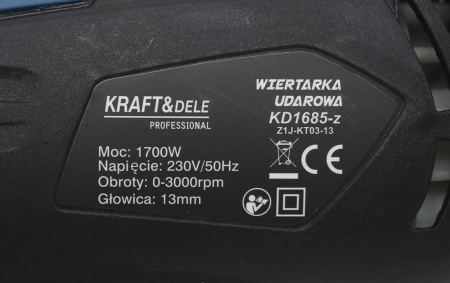 KRAFT&DELE
PROFESSIONAL
WIERTARKA
UDAROWA
KD1685-z
Z1J-KT03-13
CE
Moc: 1700W
Napięcie: 230V/50Hz
Obroty: 0-3000rpm
Głowica: 13mm